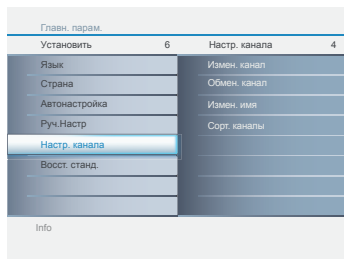 Главн. парам.
Установить 6 Настр. канала 4
Язык Измен. канал
Страна Обмен. канал
Автонастройка Измен. имя
Руч.Настр Сорт. каналы
Настр. канала
Восст. станд.
Info